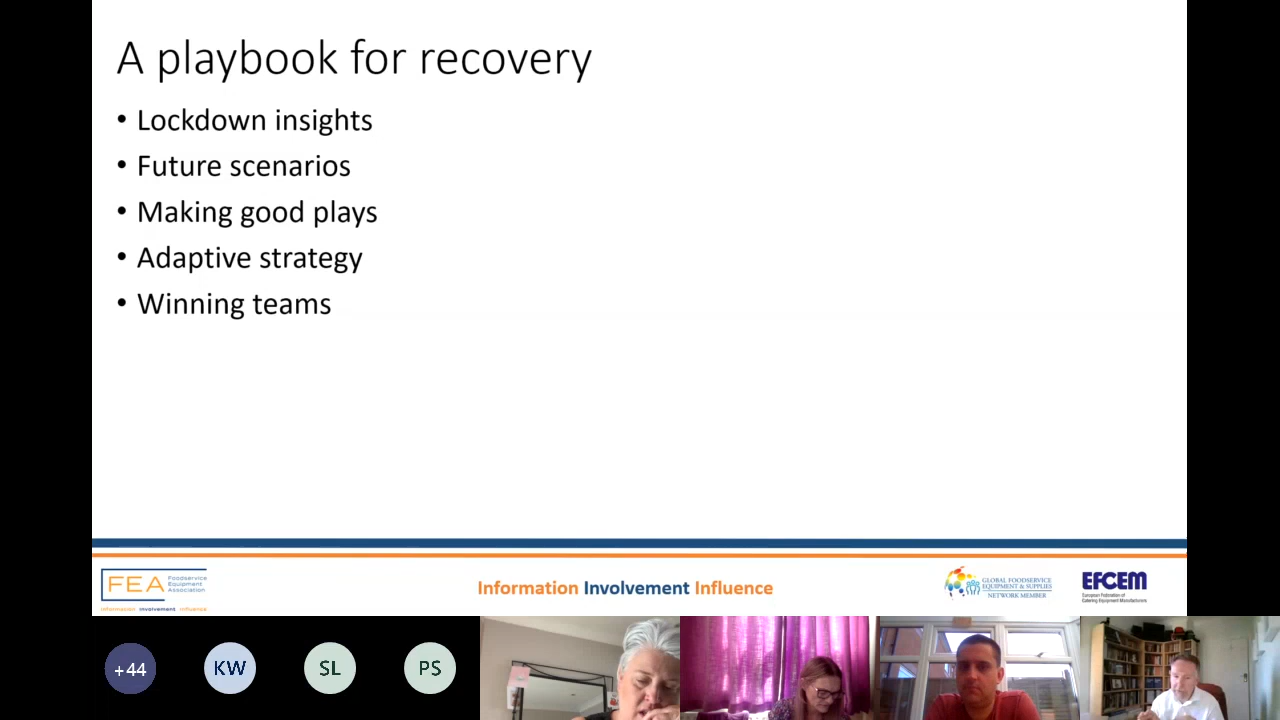 A playbook for recovery
• Lockdown insights
• Future scenarios
• Making good plays
• Adaptive strategy
• Winning teams
FEA
Foodservice
Equipment
Association
Information Involvement Influence
Information Involvement Influence
GLOBAL FOODSERVICE
EQUIPMENT & SUPPLIES
NETWORK MEMBER
EFCEM
European Federation of
Catering Equipment Manufacturers
+44
KW
SL
PS